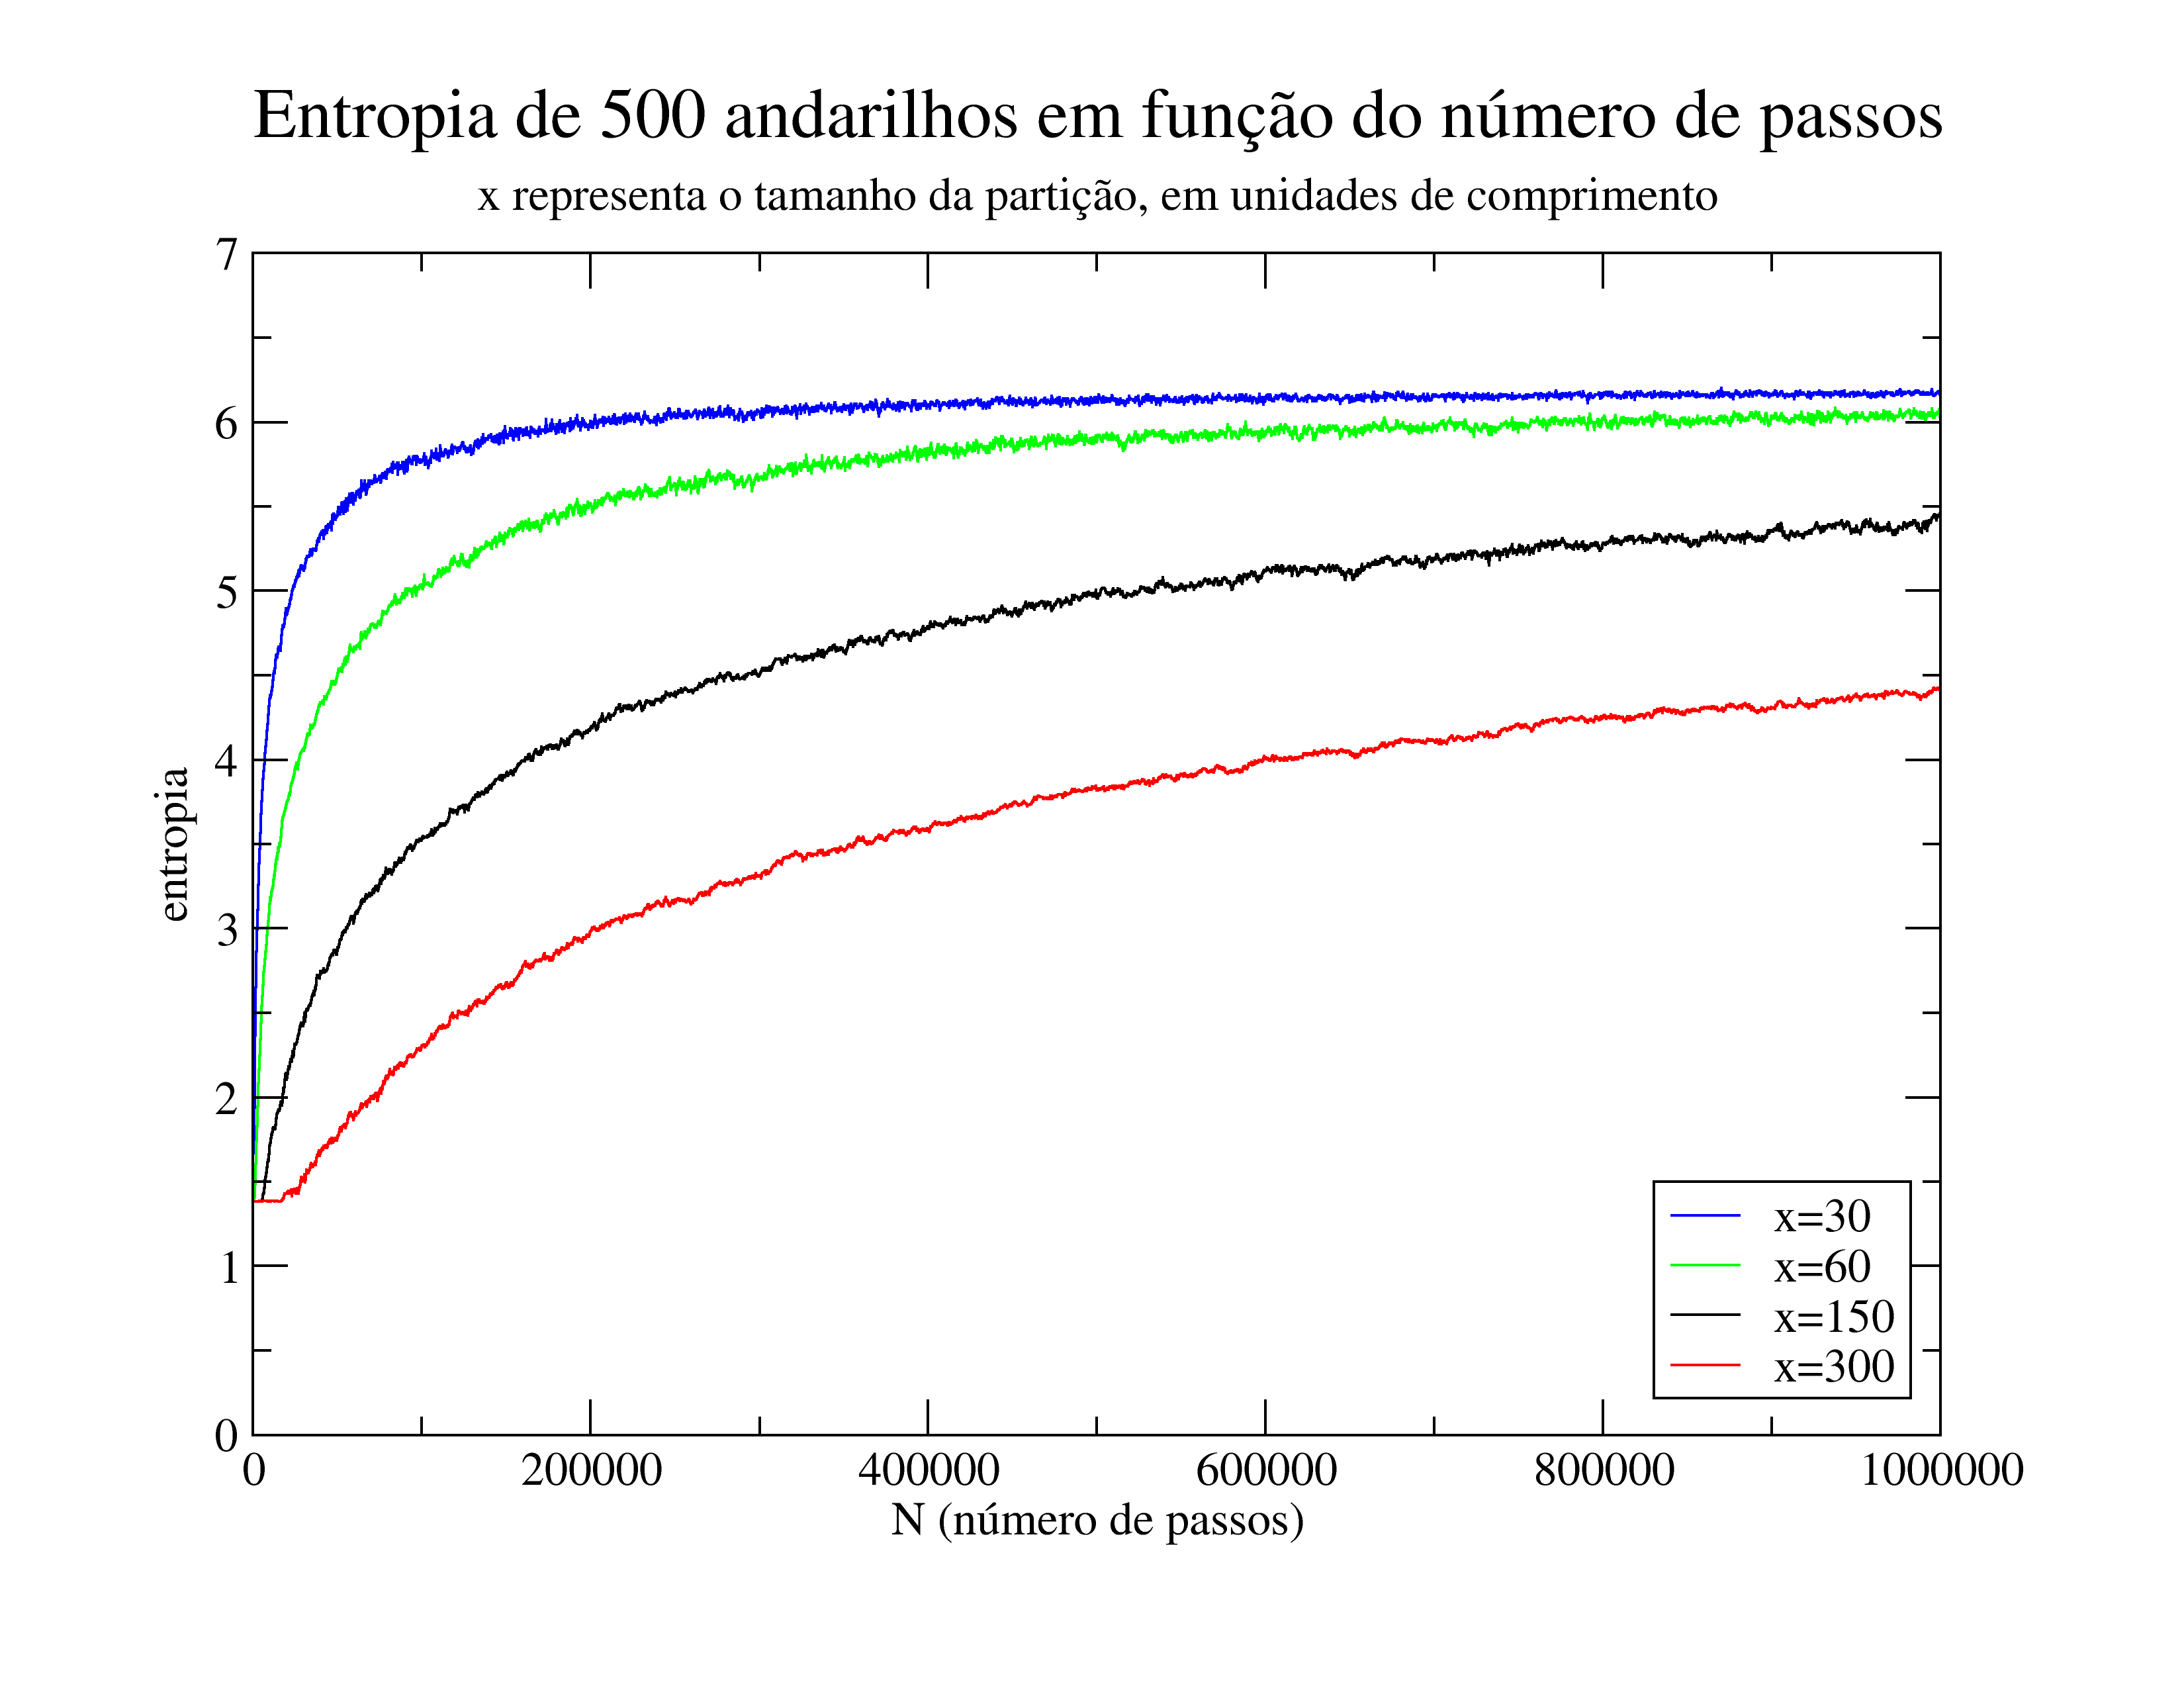 Entropia de 500 andarilhos em função do número de passos
x representa o tamanho da partição, em unidades de comprimento
7
6
5
4
3
2
1
0
entropia
x=30
x=60
x=150
x=300
0 200000 400000 600000 800000 1000000
N (número de passos)